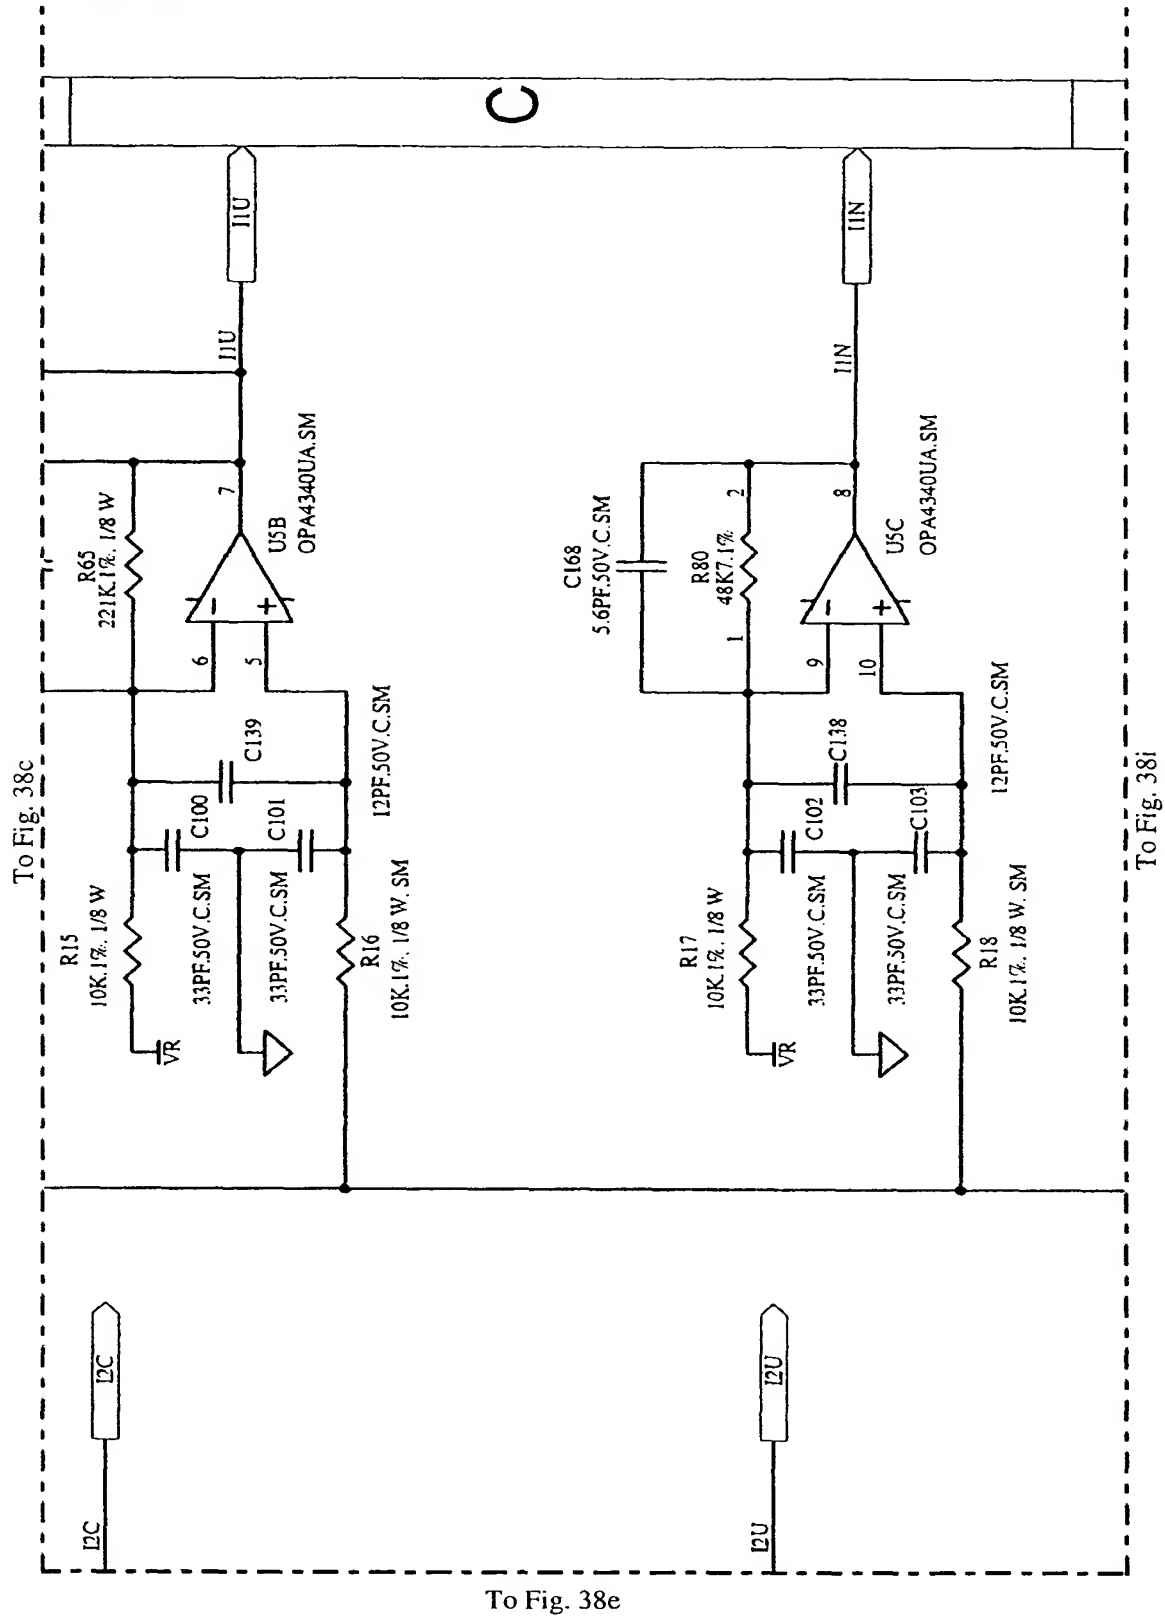 C
I1U
I1U
R65
221K.1%. 1/8 W
7
U5B
OPA4340UA.SM
6
5
C139
12PF.50V.C.SM
C100
C101
33PF.50V.C.SM
33PF.50V.C.SM
R15
10K.1%. 1/8 W
R16
10K.1%. 1/8 W. SM
VR
I2C
I2C
I1N
I1N
C168
5.6PF.50V.C.SM
R80
48K7.1%
1
2
8
U5C
OPA4340UA.SM
9
10
C138
12PF.50V.C.SM
C102
C103
33PF.50V.C.SM
33PF.50V.C.SM
R17
10K.1%. 1/8 W
R18
10K.1%. 1/8 W. SM
VR
I2U
I2U
To Fig. 38c
To Fig. 38i
To Fig. 38e